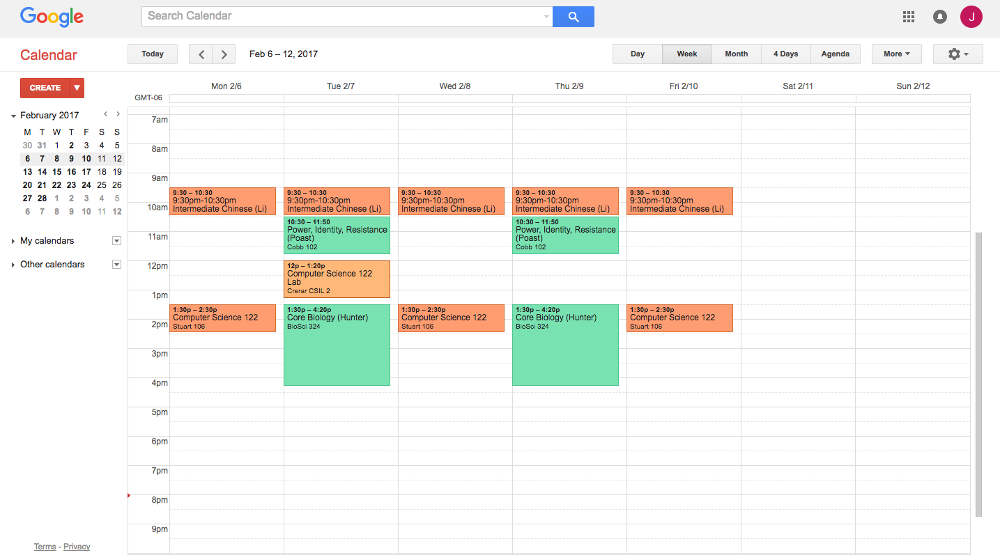 Google
Search Calendar
J
Calendar
Today
Feb 6 – 12, 2017
Day
Week
Month
4 Days
Agenda
More
CREATE
February 2017
M T W T F S S
30 31 1 2 3 4 5
6 7 8 9 10 11 12
13 14 15 16 17 18 19
20 21 22 23 24 25 26
27 28 1 2 3 4 5
6 7 8 9 10 11 12
My calendars
Other calendars
Terms - Privacy
GMT-06
Mon 2/6
Tue 2/7
Wed 2/8
Thu 2/9
Fri 2/10
Sat 2/11
Sun 2/12
7am
8am
9am
10am
11am
12pm
1pm
2pm
3pm
4pm
5pm
6pm
7pm
8pm
9pm
9:30 – 10:30
9:30pm-10:30pm
Intermediate Chinese (Li)
1:30p – 2:30p
Computer Science 122
Stuart 106
9:30 – 10:30
9:30pm-10:30pm
Intermediate Chinese (Li)
10:30 – 11:50
Power, Identity, Resistance
(Poast)
Cobb 102
12p – 1:20p
Computer Science 122
Lab
Crerar CSIL 2
1:30p – 4:20p
Core Biology (Hunter)
BioSci 324
9:30 – 10:30
9:30pm-10:30pm
Intermediate Chinese (Li)
1:30p – 2:30p
Computer Science 122
Stuart 106
9:30 – 10:30
9:30pm-10:30pm
Intermediate Chinese (Li)
10:30 – 11:50
Power, Identity, Resistance
(Poast)
Cobb 102
1:30p – 4:20p
Core Biology (Hunter)
BioSci 324
9:30 – 10:30
9:30pm-10:30pm
Intermediate Chinese (Li)
1:30p – 2:30p
Computer Science 122
Stuart 106